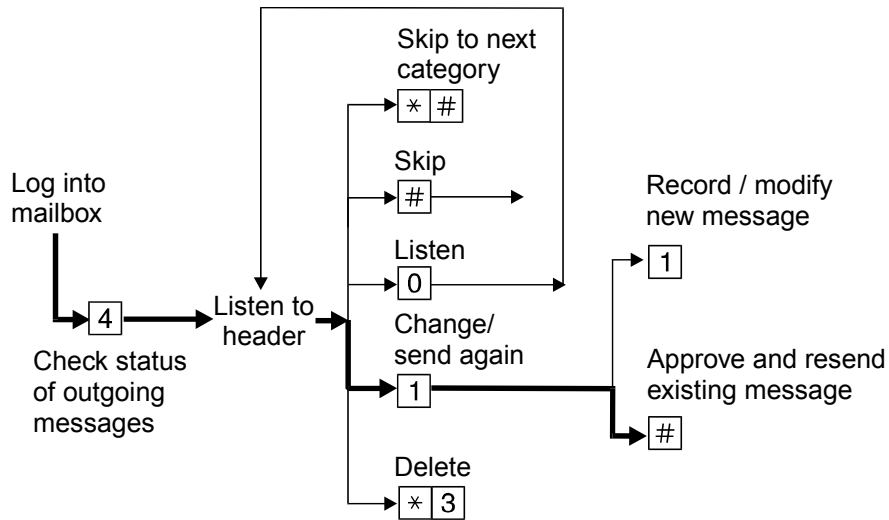 Skip to next
category
* #
Skip
#
Log into
mailbox
Record / modify
new message
1
Listen
0
4
Listen to
header
Change/
send again
1
Check status
of outgoing
messages
Approve and resend
existing message
#
Delete
* 3